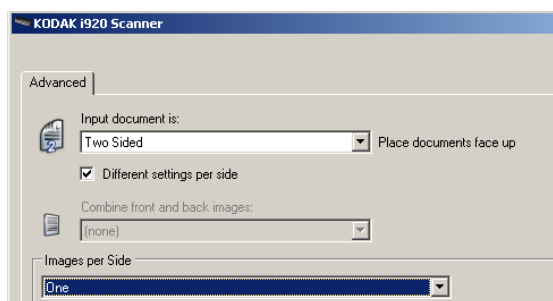 KODAK i920 Scanner
Advanced
Input document is:
2
Two Sided Place documents face up
Different settings per side
Combine front and back images:
(none)
Images per Side
One